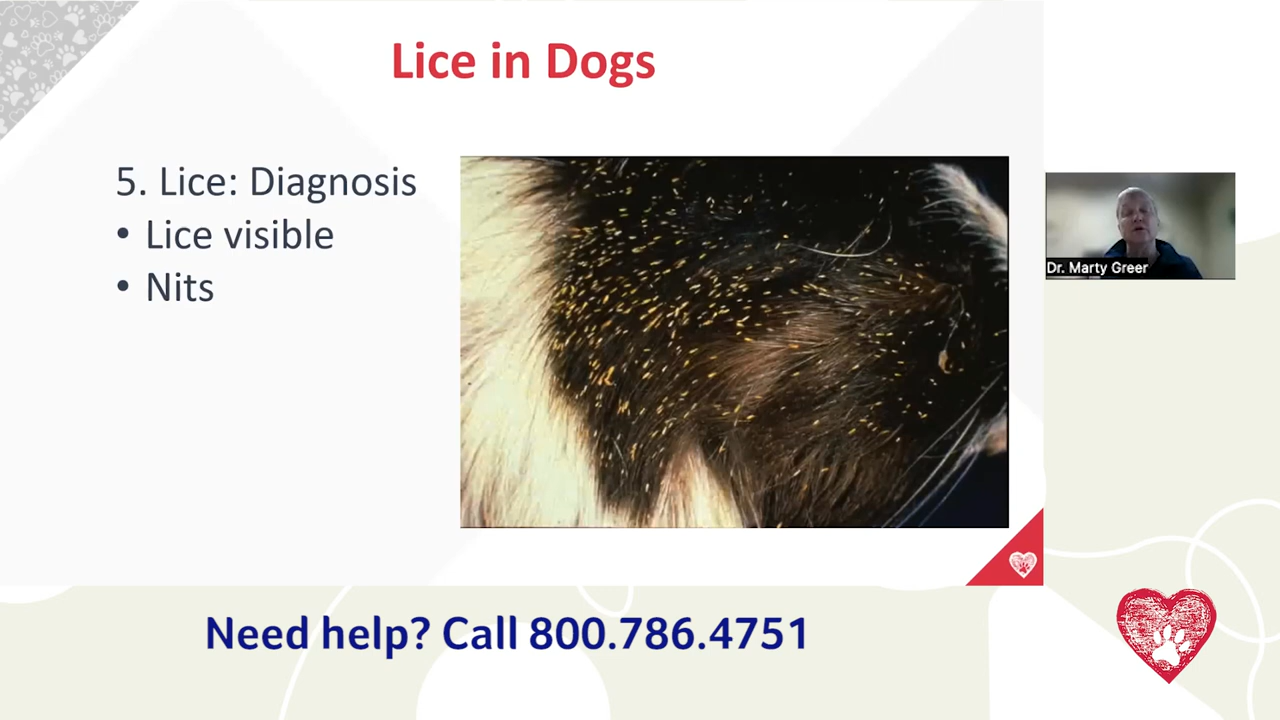 Lice in Dogs
5. Lice: Diagnosis
• Lice visible
• Nits
Dr. Marty Greer
Need help? Call 800.786.4751